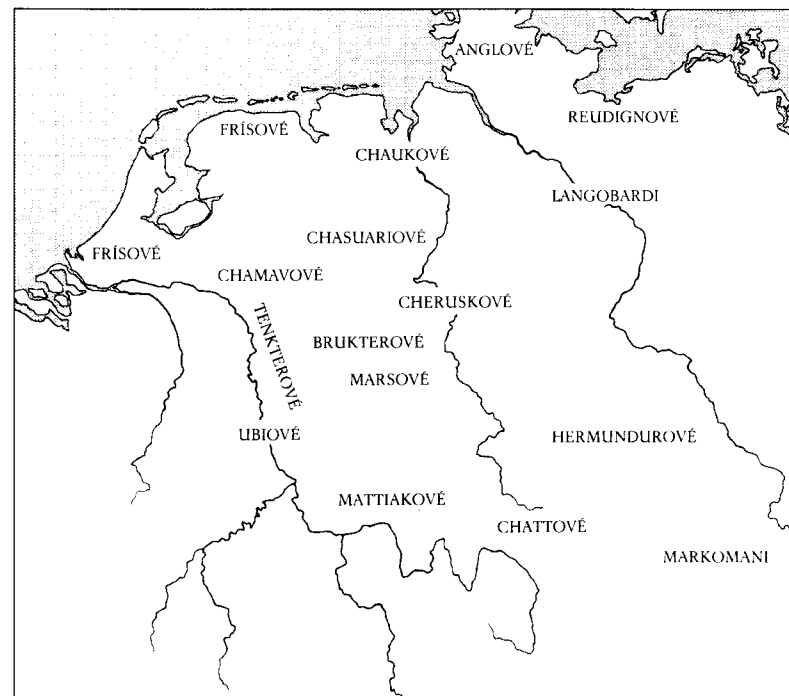 ANGLOVÉ
REUDIGNOVÉ
FRÍSOVÉ
CHAUKOVÉ
LANGOBARDI
CHASUARIOVÉ
FRÍSOVÉ
CHAMAVOVÉ
CHERUSKOVÉ
TENKTEROVÉ
BRUKTEROVÉ
MARSOVÉ
UBIOVÉ
HERMUNDUROVÉ
MATTIAKOVÉ
CHATTOVÉ
MARKOMANI